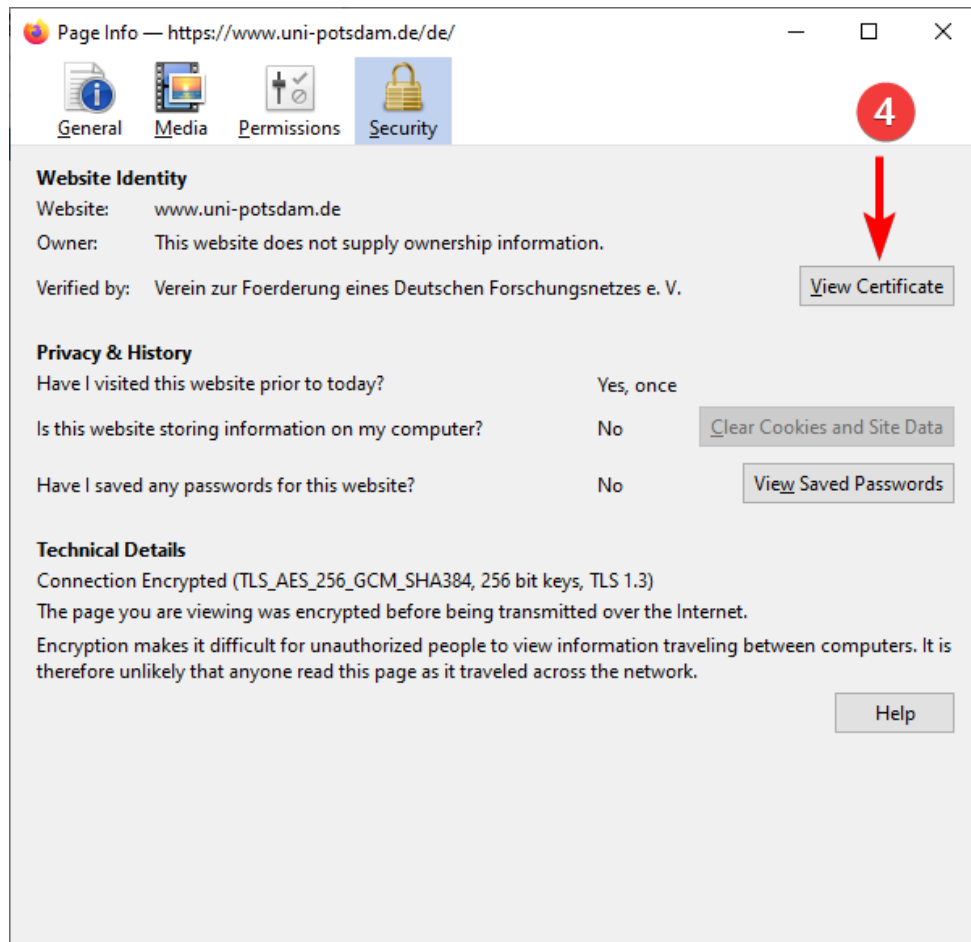 Page Info — https://www.uni-potsdam.de/de/
General Media Permissions Security
4
Website Identity
Website: www.uni-potsdam.de
Owner: This website does not supply ownership information.
Verified by: Verein zur Foerderung eines Deutschen Forschungsnetzes e. V. View Certificate
Privacy & History
Have I visited this website prior to today? Yes, once
Is this website storing information on my computer? No Clear Cookies and Site Data
Have I saved any passwords for this website? No View Saved Passwords
Technical Details
Connection Encrypted (TLS_AES_256_GCM_SHA384, 256 bit keys, TLS 1.3)
The page you are viewing was encrypted before being transmitted over the Internet.
Encryption makes it difficult for unauthorized people to view information traveling between computers. It is
therefore unlikely that anyone read this page as it traveled across the network.
Help